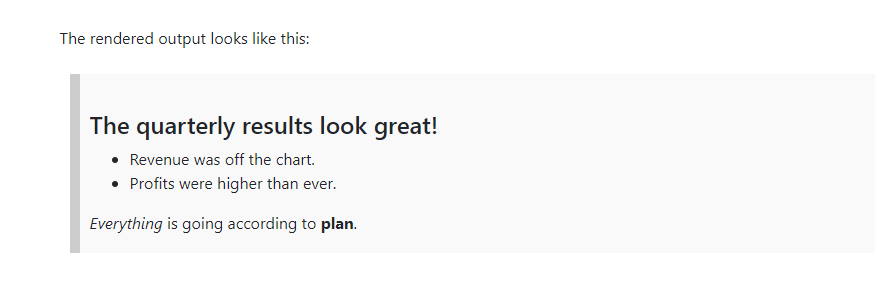 The rendered output looks like this:
The quarterly results look great!
• Revenue was off the chart.
• Profits were higher than ever.
Everything is going according to plan.